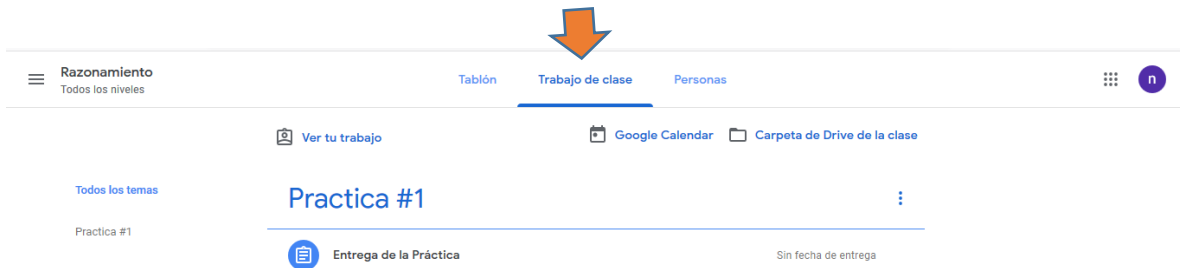 Razonamiento
Todos los niveles
Tablón Trabajo de clase Personas
n
Ver tu trabajo Google Calendar Carpeta de Drive de la clase
Todos los temas
Practica #1
Practica #1
Entrega de la Práctica Sin fecha de entrega